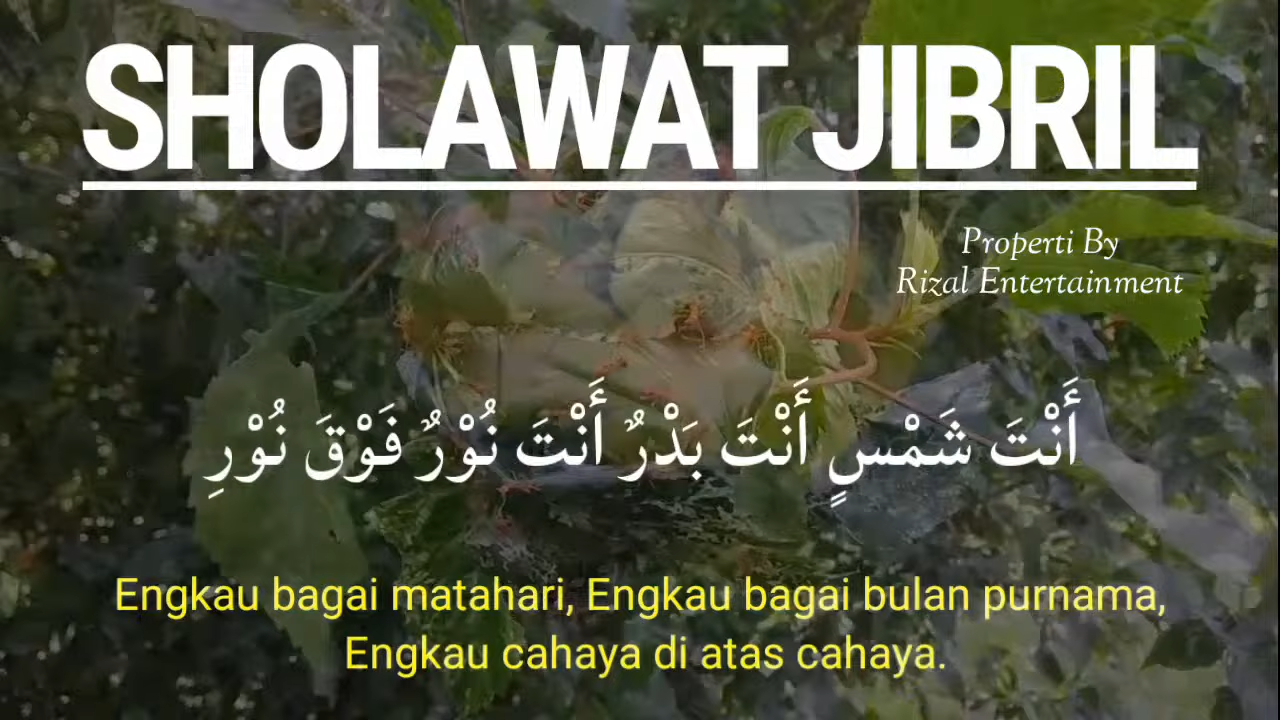 SHOLAWAT JIBRIL
Properti By
Rizal Entertainment
أَنْتَ شَمْسٍ أَنْتَ بَدْرٌ أَنْتَ نُوْرٌ فَوْقَ نُوْرِ
Engkau bagai matahari, Engkau bagai bulan purnama,
Engkau cahaya di atas cahaya.